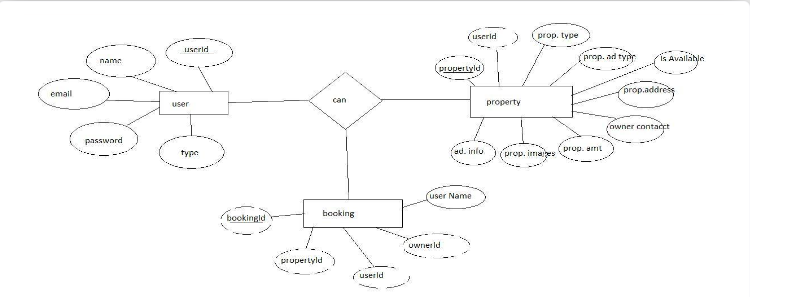 userId
name
email
user
password
type
can
userId
prop. type
prop. ad type
is Available
propertyId
prop.address
property
owner contacct
ad. info
prop. images
prop. amt
user Name
booking
bookingId
ownerId
propertyId
userId